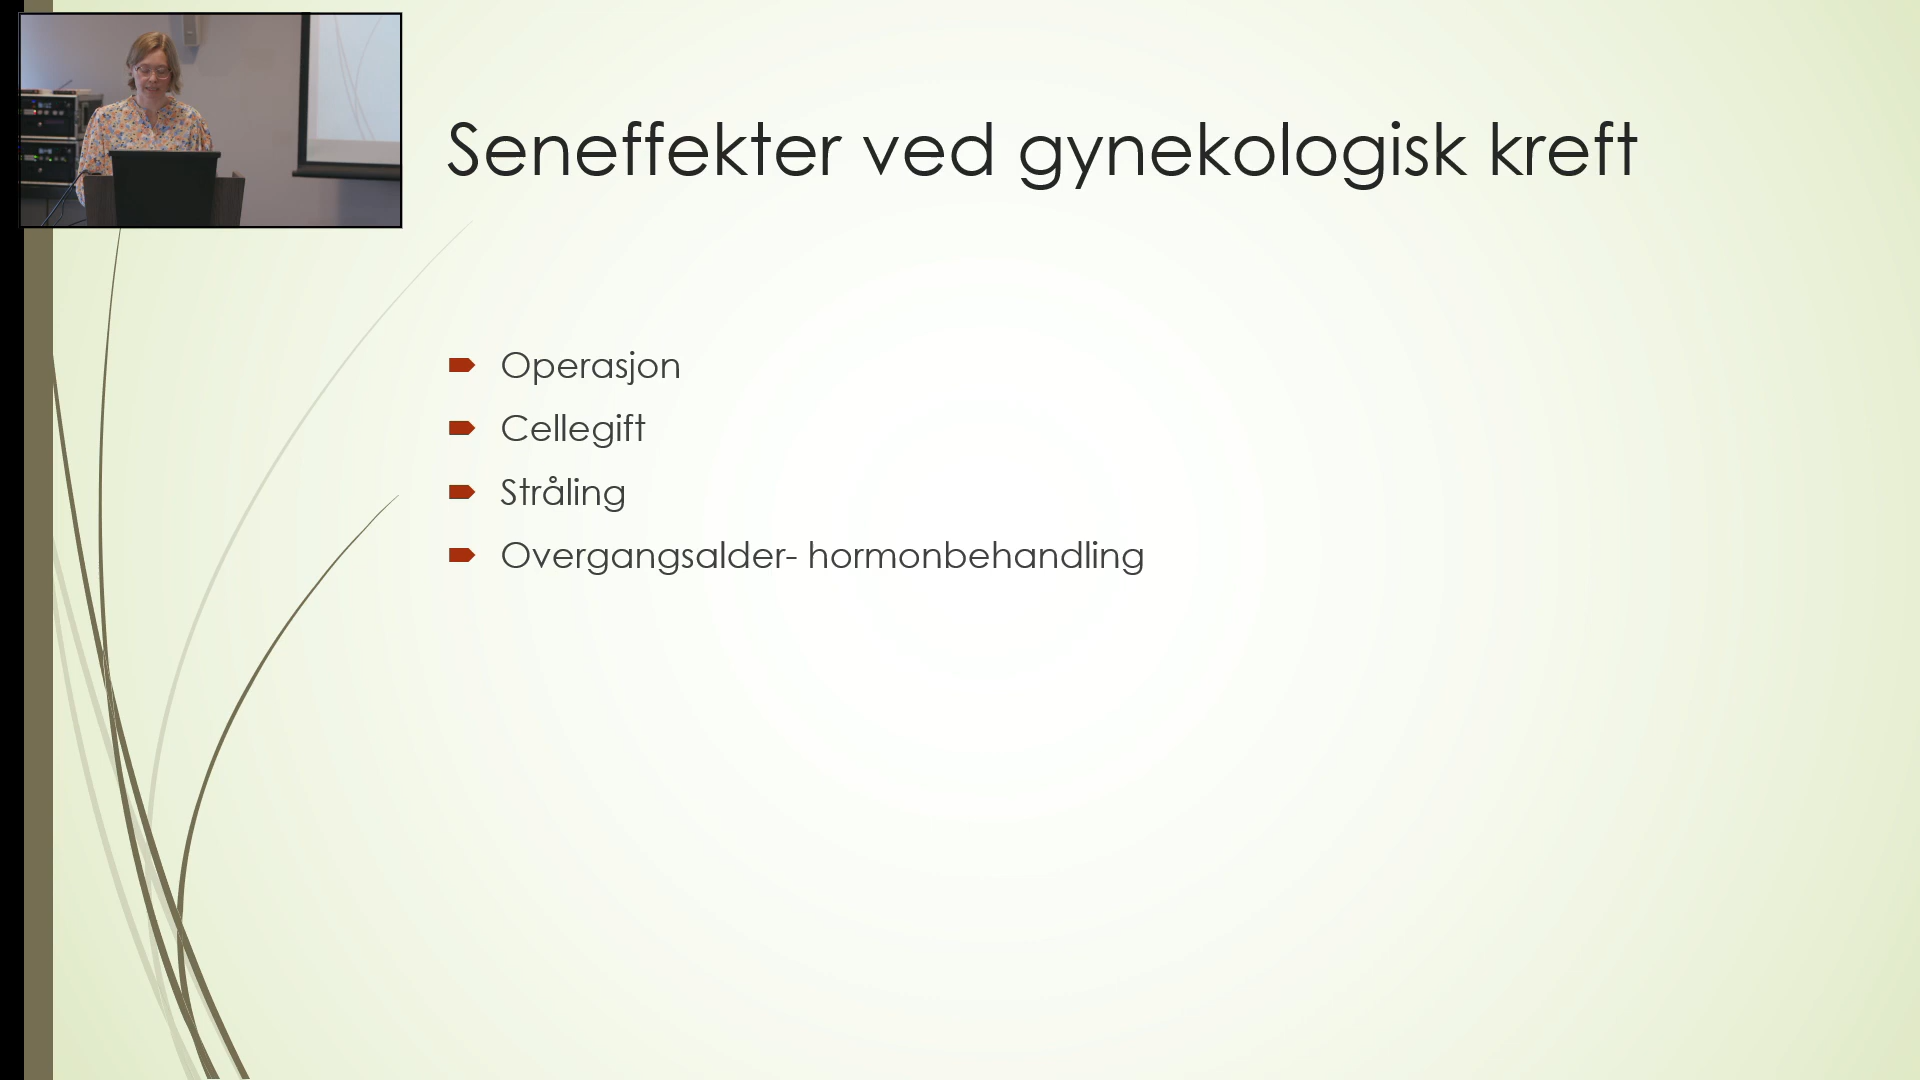 Seneffekter ved gynekologisk kreft
Operasjon
Cellegift
Stråling
Overgangsalder- hormonbehandling